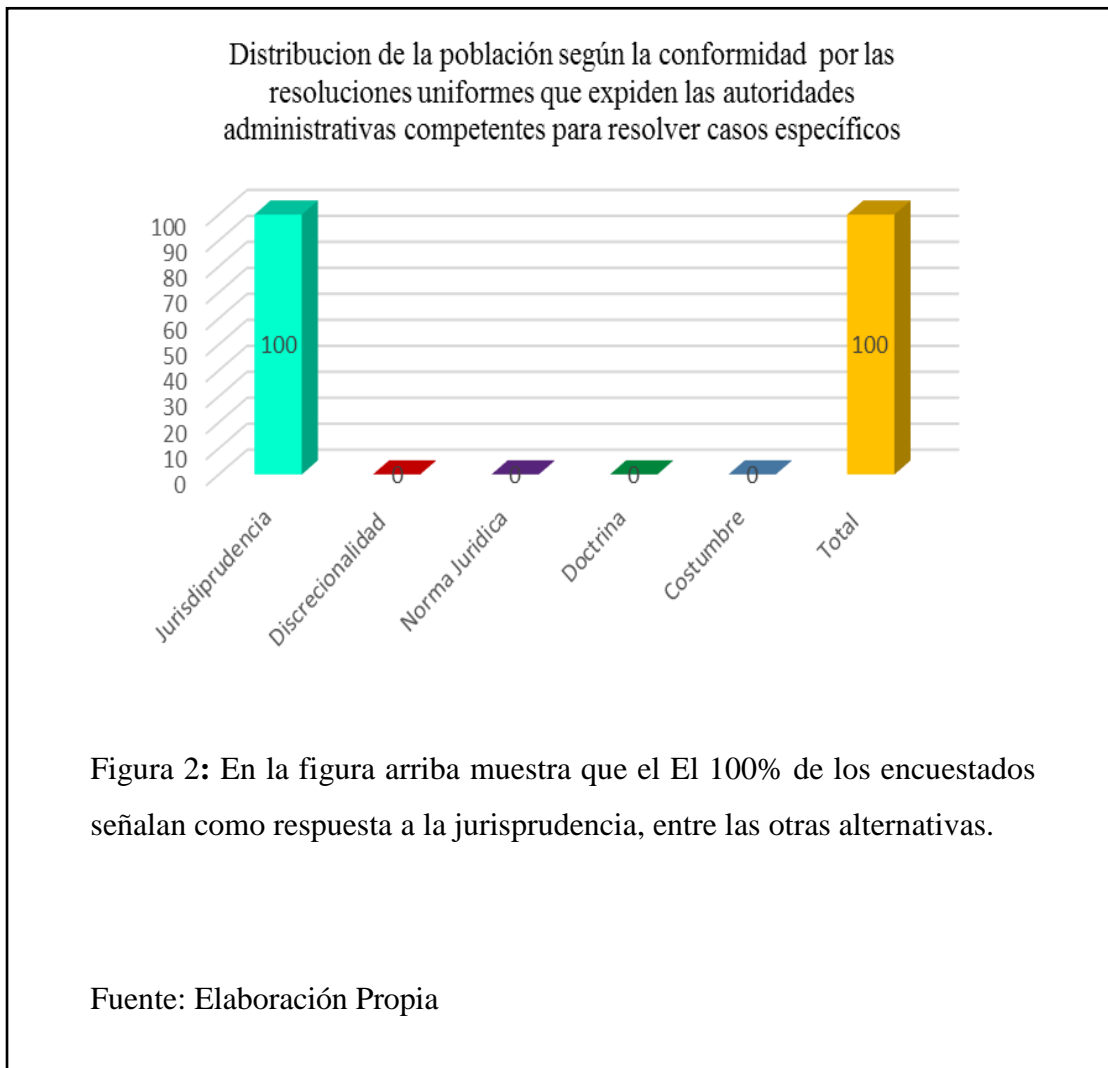 Distribucion de la población según la conformidad por las
resoluciones uniformes que expiden las autoridades
administrativas competentes para resolver casos específicos
100
90
80
70
60
50
40
30
20
10
0
100
0
0
0
0
100
Jurisdiprudencia
Discrecionalidad
Norma Juridica
Doctrina
Costumbre
Total
Figura 2: En la figura arriba muestra que el El 100% de los encuestados
señalan como respuesta a la jurisprudencia, entre las otras alternativas.
Fuente: Elaboración Propia